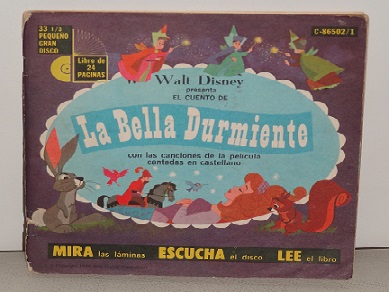 33 1/3
PEQUEÑO
GRAN
DISCO
Libro de
24
PAGINAS
C-86502/1
Walt Disney
presenta
EL CUENTO DE
La Bella Durmiente
con las canciones de la película
contadas en castellano
MIRA las láminas ESCUCHA el disco LEE el libro